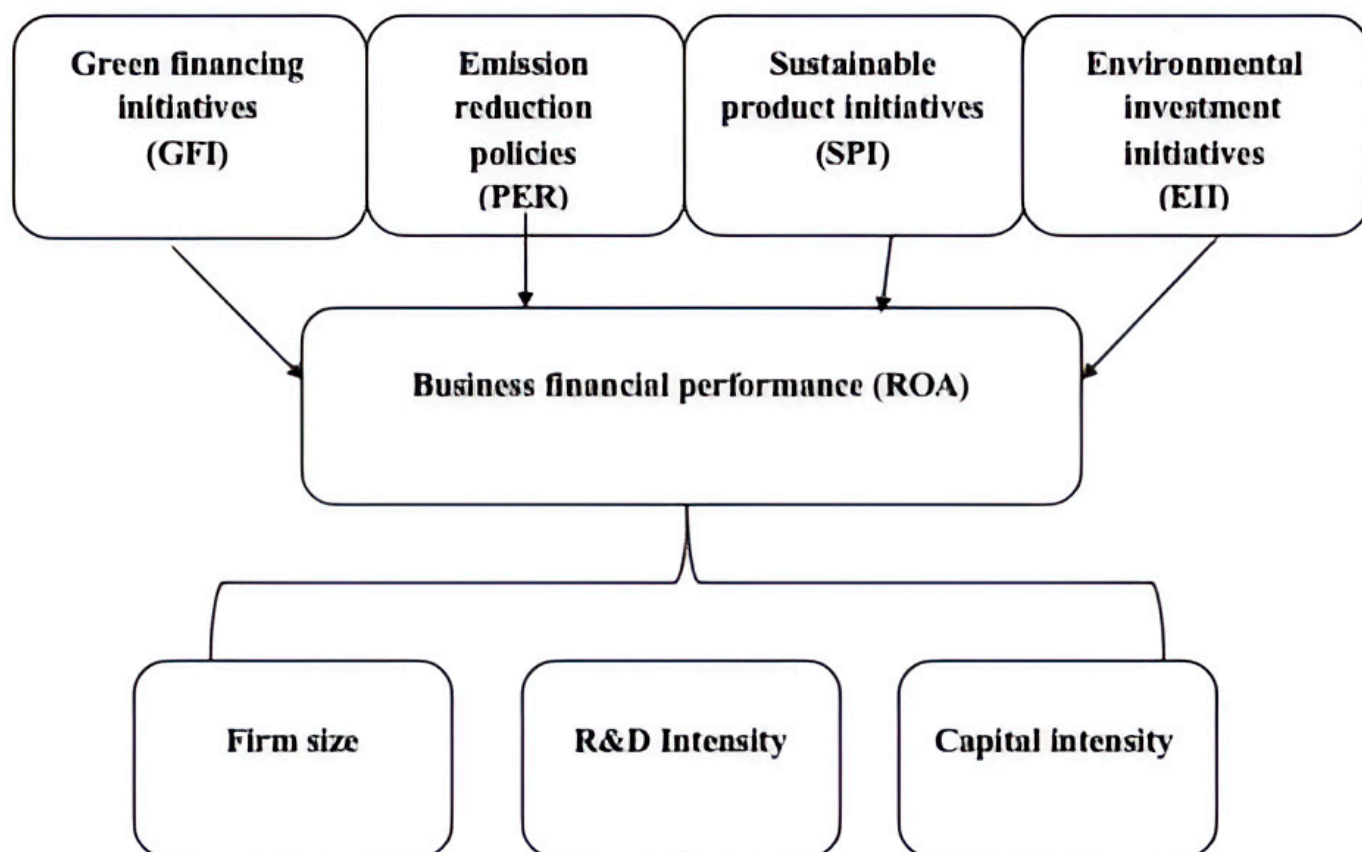 Green financing
initiatives
(GFI)
Emission
reduction
policies
(PER)
Sustainable
product initiatives
(SPI)
Environmental
investment
initiatives
(EII)
Business financial performance (ROA)
Firm size
R&D Intensity
Capital intensity